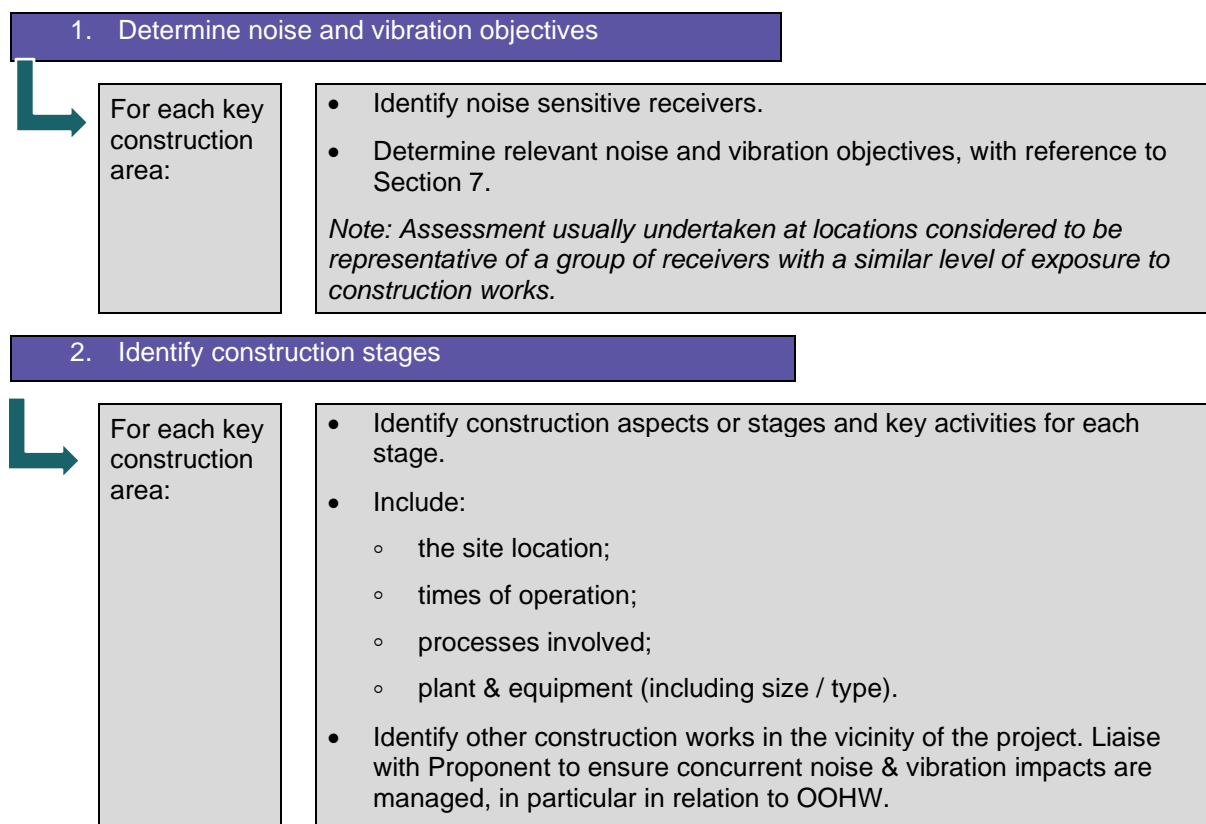 1. Determine noise and vibration objectives
For each key
construction
area:
• Identify noise sensitive receivers.
• Determine relevant noise and vibration objectives, with reference to
Section 7.
Note: Assessment usually undertaken at locations considered to be
representative of a group of receivers with a similar level of exposure to
construction works.
2. Identify construction stages
For each key
construction
area:
• Identify construction aspects or stages and key activities for each
stage.
• Include:
◦ the site location;
◦ times of operation;
◦ processes involved;
◦ plant & equipment (including size / type).
• Identify other construction works in the vicinity of the project. Liaise
with Proponent to ensure concurrent noise & vibration impacts are
managed, in particular in relation to OOHW.